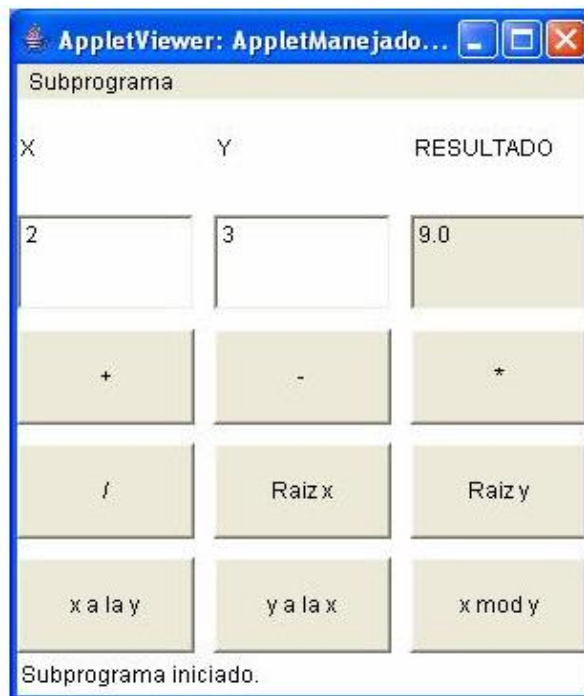 AppletViewer: AppletManejado...
Subprograma
X Y RESULTADO
2 3 9.0
+ - *
/ Raiz x Raiz y
x a la y y a la x x mod y
Subprograma iniciado.